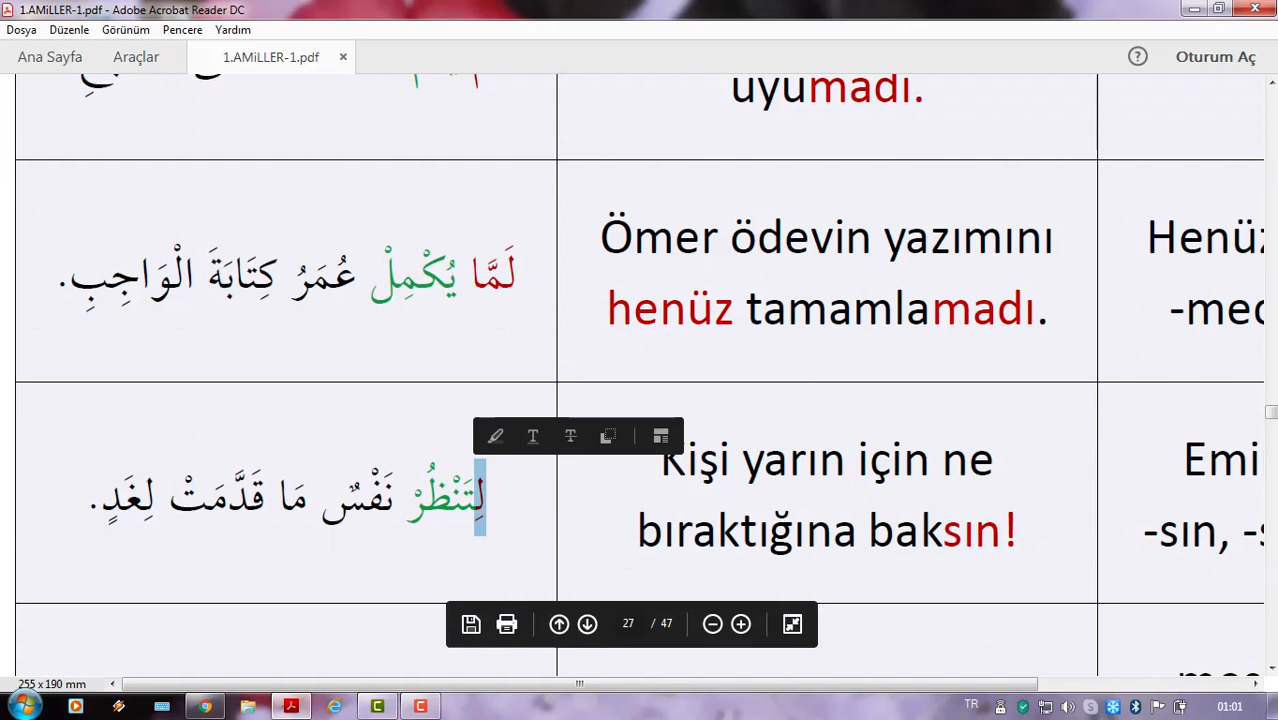 1.AMiLLER-1.pdf - Adobe Acrobat Reader DC
Dosya Düzenle Görünüm Pencere Yardım
Ana Sayfa Araçlar 1.AMiLLER-1.pdf Oturum Aç
uyumadı.
لَمَّا يُكْمِلْ عُمَرُ كِتَابَةَ الْوَاجِبِ.
Ömer ödevin yazımını
henüz tamamlamadı.
Henüz
-med
لِتَنْظُرْ نَفْسٌ مَا قَدَّمَتْ لِغَدٍ.
Kişi yarın için ne
bıraktığına baksın!
Emi
-sın, -s
27 / 47
255 x 190 mm
TR 01:01